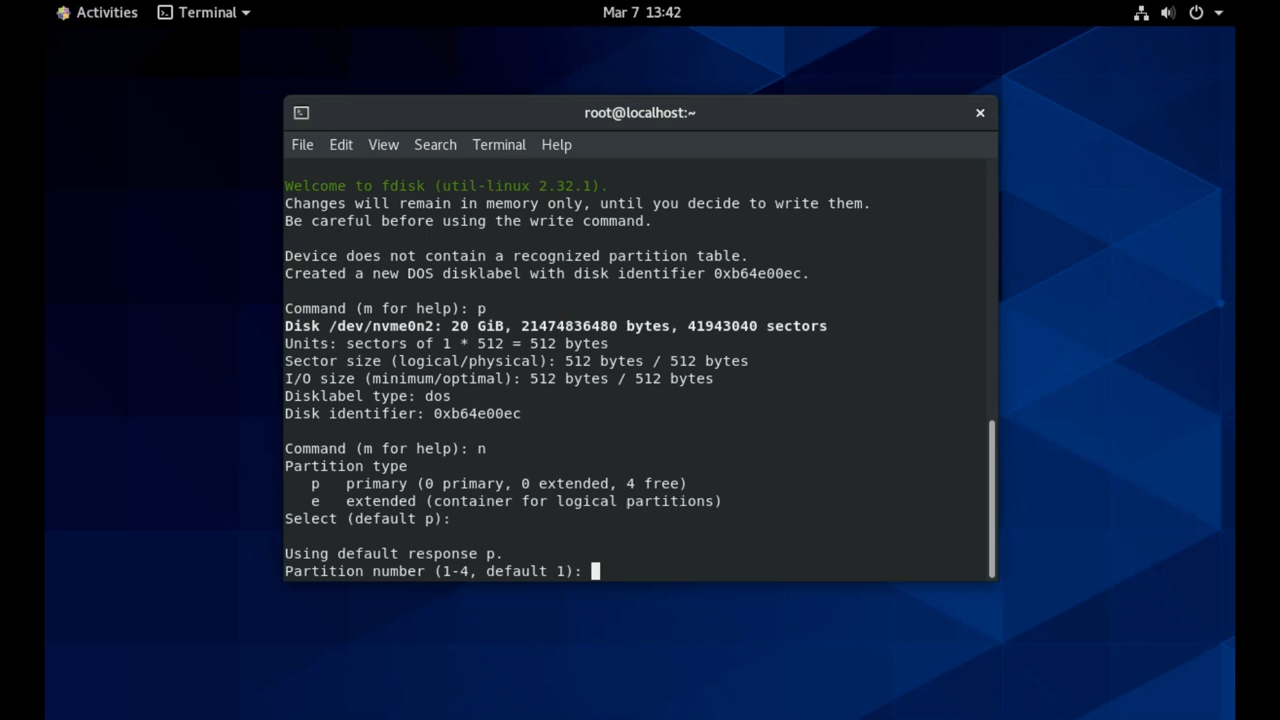 Activities Terminal Mar 7 13:42
root@localhost:~
File Edit View Search Terminal Help
Welcome to fdisk (util-linux 2.32.1).
Changes will remain in memory only, until you decide to write them.
Be careful before using the write command.
Device does not contain a recognized partition table.
Created a new DOS disklabel with disk identifier 0xb64e00ec.
Command (m for help): p
Disk /dev/nvme0n2: 20 GiB, 21474836480 bytes, 41943040 sectors
Units: sectors of 1 * 512 = 512 bytes
Sector size (logical/physical): 512 bytes / 512 bytes
I/O size (minimum/optimal): 512 bytes / 512 bytes
Disklabel type: dos
Disk identifier: 0xb64e00ec
Command (m for help): n
Partition type
p primary (0 primary, 0 extended, 4 free)
e extended (container for logical partitions)
Select (default p):
Using default response p.
Partition number (1-4, default 1):